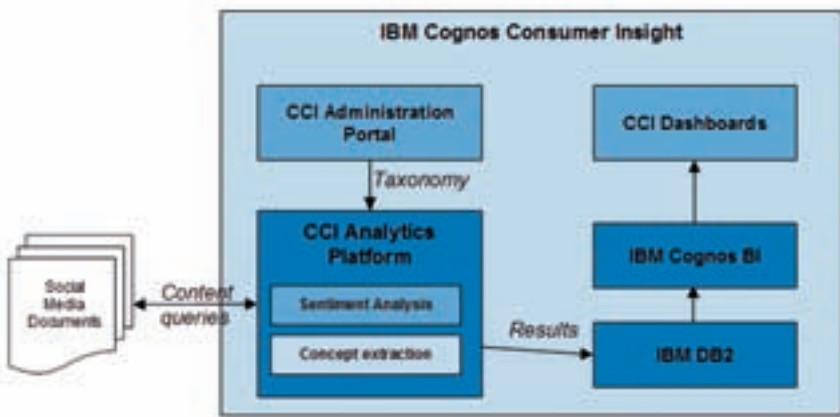 IBM Cognos Consumer Insight
CCI Administration
Portal
CCI Dashboards
Taxonomy
CCI Analytics
Platform
IBM Cognos BI
Social
Media
Documents
Content
queries
Sentiment Analysis
Concept extraction
Results
IBM DB2